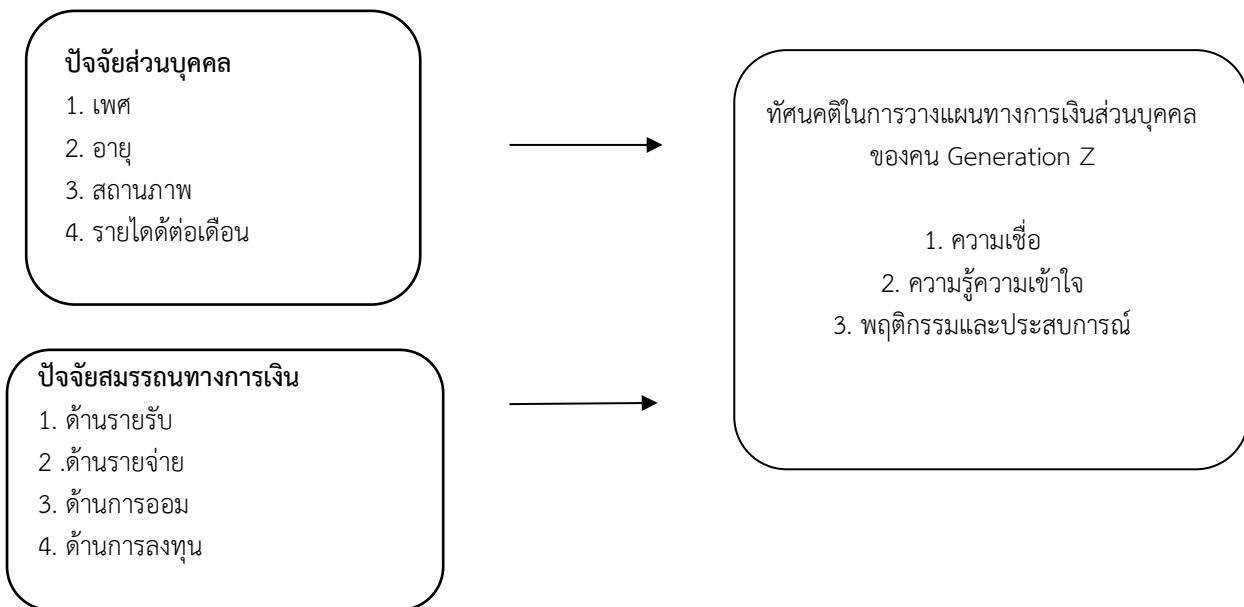 ปัจจัยส่วนบุคคล
1. เพศ
2. อายุ
3. สถานภาพ
4. รายไดด้ต่อเดือน
ปัจจัยสมรรถนทางการเงิน
1. ด้านรายรับ
2 .ด้านรายจ่าย
3. ด้านการออม
4. ด้านการลงทุน
ทัศนคติในการวางแผนทางการเงินส่วนบุคคล
ของคน Generation Z
1. ความเชื่อ
2. ความรู้ความเข้าใจ
3. พฤติกรรมและประสบการณ์